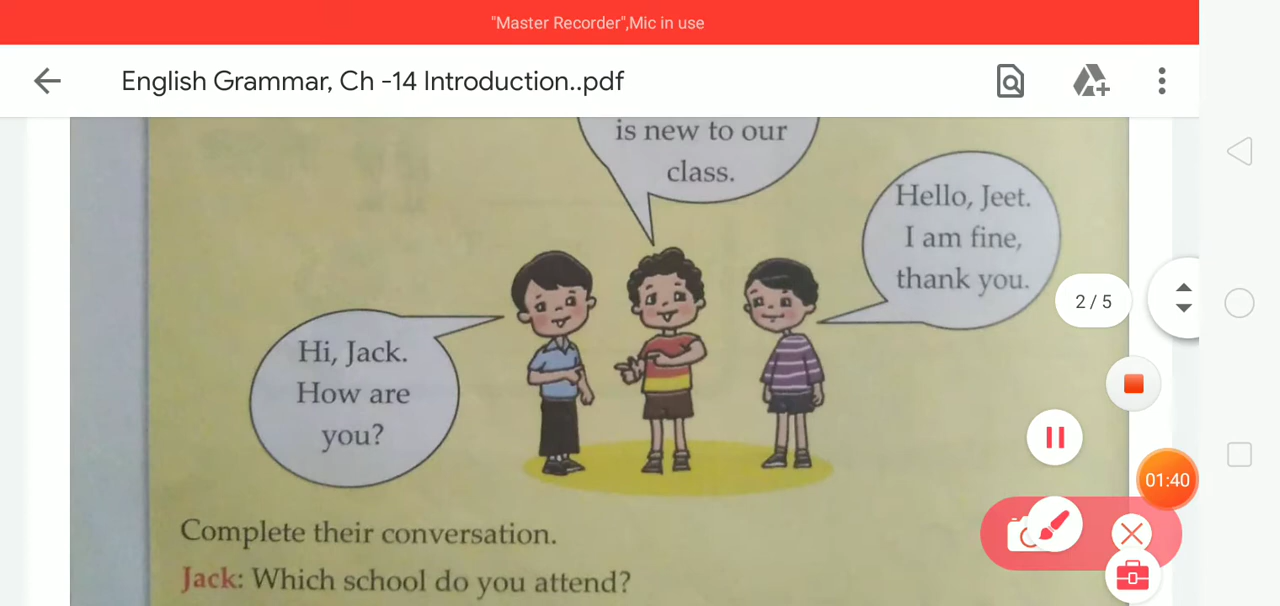 "Master Recorder",Mic in use
English Grammar, Ch -14 Introduction..pdf
is new to our
class.
Hello, Jeet.
I am fine,
thank you.
2 / 5
Hi, Jack.
How are
you?
01:40
Complete their conversation.
Jack: Which school do you attend?